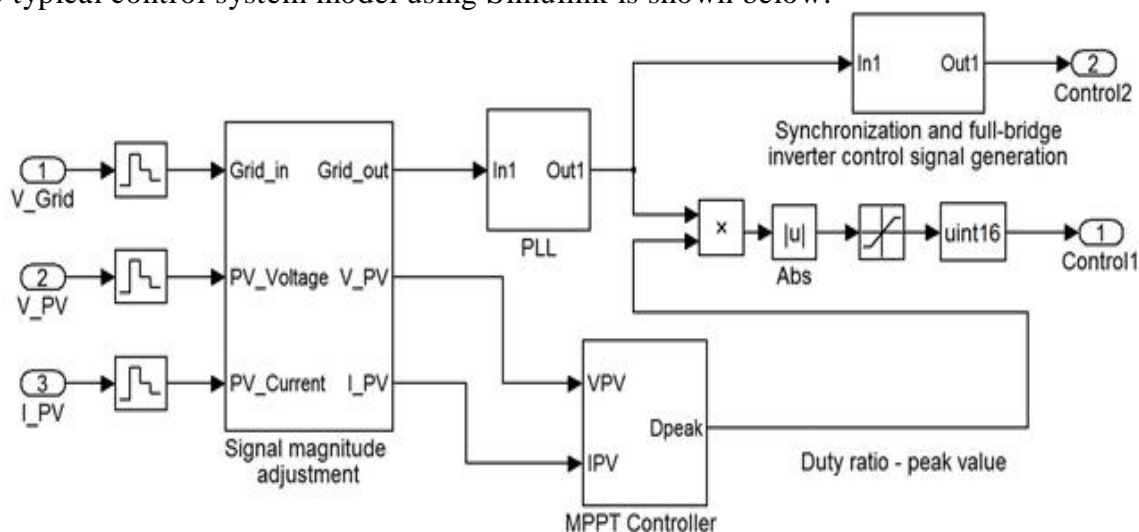 typical control system model using Simulink is shown below:
In1 Out1
2
Control2
Synchronization and full-bridge
inverter control signal generation
1
V_Grid
Grid_in Grid_out
In1 Out1
PLL
×
|u|
Abs
uint16
1
Control1
2
V_PV
PV_Voltage V_PV
3
I_PV
PV_Current I_PV
Signal magnitude
adjustment
VPV
Dpeak
IPV
MPPT Controller
Duty ratio - peak value